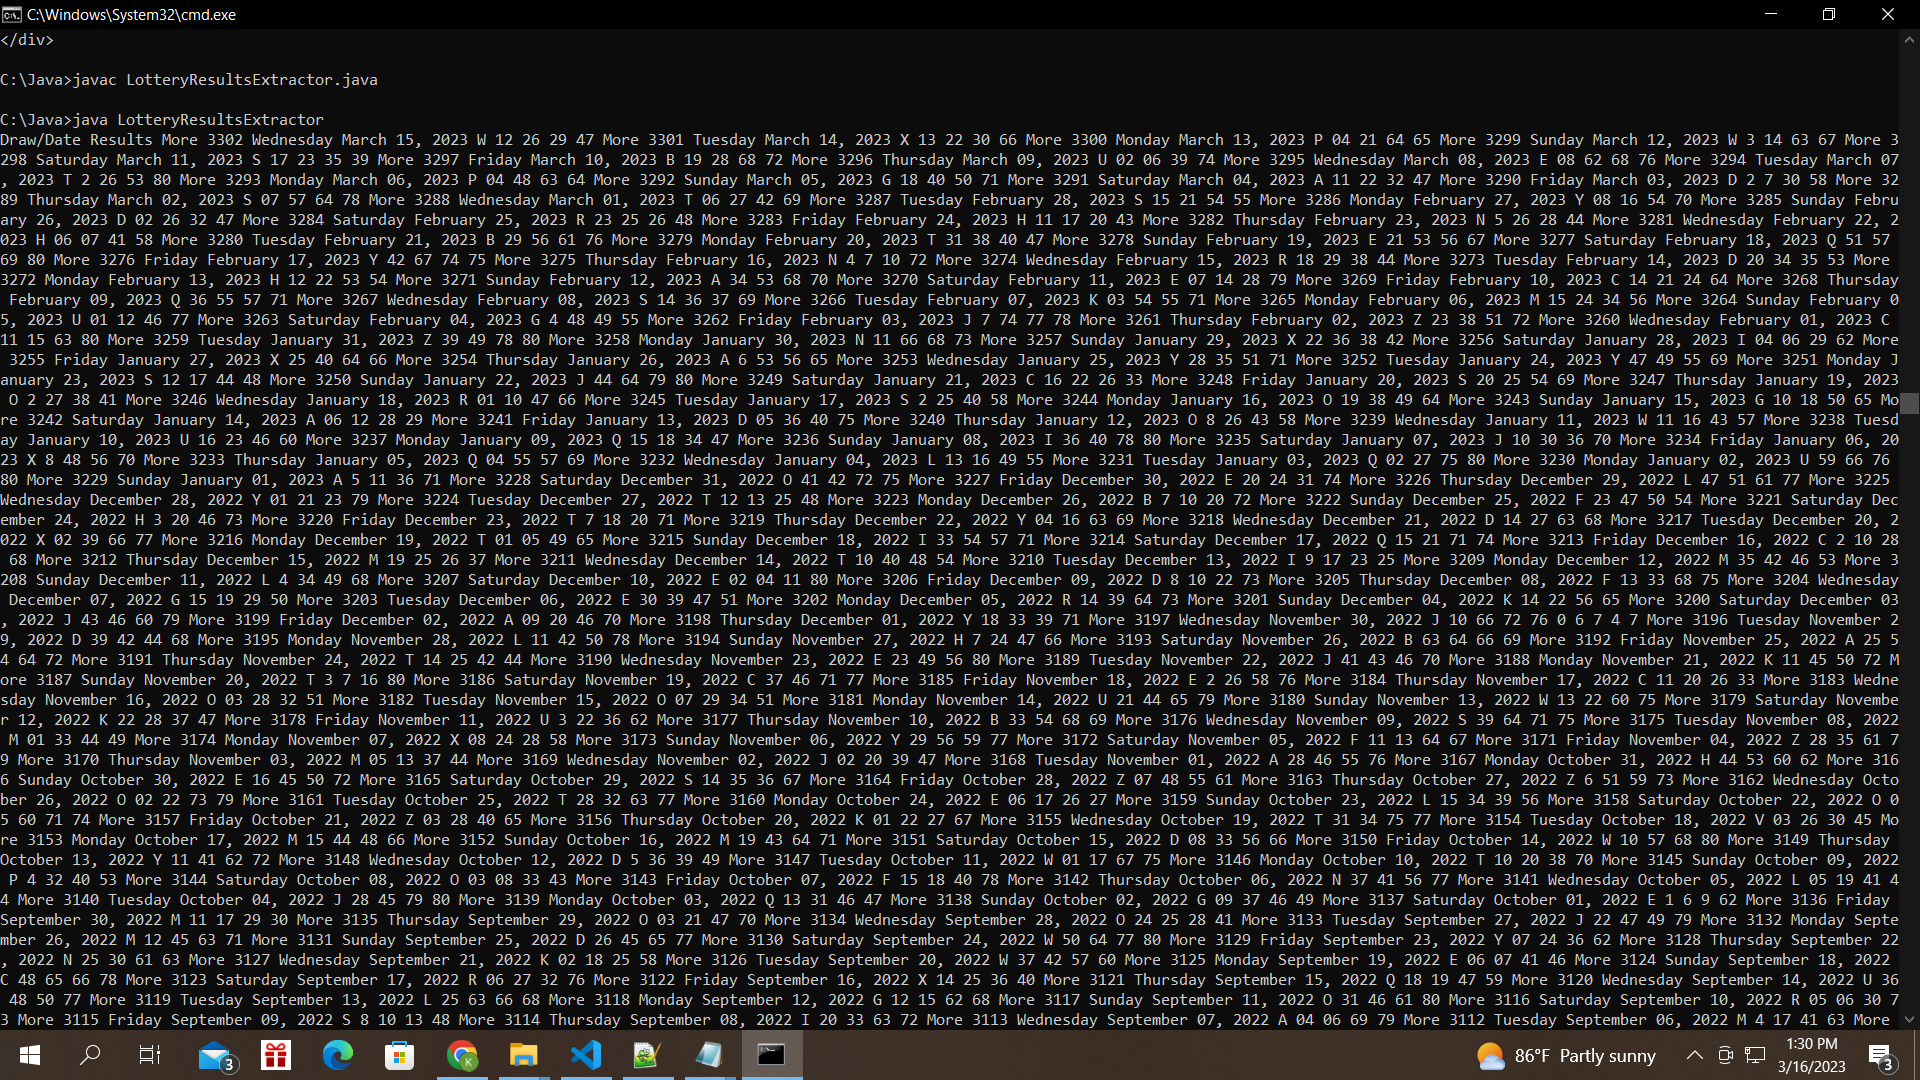 C:\Windows\System32\cmd.exe
</div>
C:\Java>javac LotteryResultsExtractor.java
C:\Java>java LotteryResultsExtractor
Draw/Date Results More 3302 Wednesday March 15, 2023 W 12 26 29 47 More 3301 Tuesday March 14, 2023 X 13 22 30 66 More 3300 Monday March 13, 2023 P 04 21 64 65 More 3299 Sunday March 12, 2023 W 3 14 63 67 More 3
298 Saturday March 11, 2023 S 17 23 35 39 More 3297 Friday March 10, 2023 B 19 28 68 72 More 3296 Thursday March 09, 2023 U 02 06 39 74 More 3295 Wednesday March 08, 2023 E 08 62 68 76 More 3294 Tuesday March 07
, 2023 T 2 26 53 80 More 3293 Monday March 06, 2023 P 04 48 63 64 More 3292 Sunday March 05, 2023 G 18 40 50 71 More 3291 Saturday March 04, 2023 A 11 22 32 47 More 3290 Friday March 03, 2023 D 2 7 30 58 More 32
89 Thursday March 02, 2023 S 07 57 64 78 More 3288 Wednesday March 01, 2023 T 06 27 42 69 More 3287 Tuesday February 28, 2023 S 15 21 54 55 More 3286 Monday February 27, 2023 Y 08 16 54 70 More 3285 Sunday Febru
ary 26, 2023 D 02 26 32 47 More 3284 Saturday February 25, 2023 R 23 25 26 48 More 3283 Friday February 24, 2023 H 11 17 20 43 More 3282 Thursday February 23, 2023 N 5 26 28 44 More 3281 Wednesday February 22, 2
023 H 06 07 41 58 More 3280 Tuesday February 21, 2023 B 29 56 61 76 More 3279 Monday February 20, 2023 T 31 38 40 47 More 3278 Sunday February 19, 2023 E 21 53 56 67 More 3277 Saturday February 18, 2023 Q 51 57
69 80 More 3276 Friday February 17, 2023 Y 42 67 74 75 More 3275 Thursday February 16, 2023 N 4 7 10 72 More 3274 Wednesday February 15, 2023 R 18 29 38 44 More 3273 Tuesday February 14, 2023 D 20 34 35 53 More
3272 Monday February 13, 2023 H 12 22 53 54 More 3271 Sunday February 12, 2023 A 34 53 68 70 More 3270 Saturday February 11, 2023 E 07 14 28 79 More 3269 Friday February 10, 2023 C 14 21 24 64 More 3268 Thursday
February 09, 2023 Q 36 55 57 71 More 3267 Wednesday February 08, 2023 S 14 36 37 69 More 3266 Tuesday February 07, 2023 K 03 54 55 71 More 3265 Monday February 06, 2023 M 15 24 34 56 More 3264 Sunday February 0
5, 2023 U 01 12 46 77 More 3263 Saturday February 04, 2023 G 4 48 49 55 More 3262 Friday February 03, 2023 J 7 74 77 78 More 3261 Thursday February 02, 2023 Z 23 38 51 72 More 3260 Wednesday February 01, 2023 C
11 15 63 80 More 3259 Tuesday January 31, 2023 Z 39 49 78 80 More 3258 Monday January 30, 2023 N 11 66 68 73 More 3257 Sunday January 29, 2023 X 22 36 38 42 More 3256 Saturday January 28, 2023 I 04 06 29 62 More
3255 Friday January 27, 2023 X 25 40 64 66 More 3254 Thursday January 26, 2023 A 6 53 56 65 More 3253 Wednesday January 25, 2023 Y 28 35 51 71 More 3252 Tuesday January 24, 2023 Y 47 49 55 69 More 3251 Monday J
anuary 23, 2023 S 12 17 44 48 More 3250 Sunday January 22, 2023 J 44 64 79 80 More 3249 Saturday January 21, 2023 C 16 22 26 33 More 3248 Friday January 20, 2023 S 20 25 54 69 More 3247 Thursday January 19, 2023
O 2 27 38 41 More 3246 Wednesday January 18, 2023 R 01 10 47 66 More 3245 Tuesday January 17, 2023 S 2 25 40 58 More 3244 Monday January 16, 2023 O 19 38 49 64 More 3243 Sunday January 15, 2023 G 10 18 50 65 Mo
re 3242 Saturday January 14, 2023 A 06 12 28 29 More 3241 Friday January 13, 2023 D 05 36 40 75 More 3240 Thursday January 12, 2023 O 8 26 43 58 More 3239 Wednesday January 11, 2023 W 11 16 43 57 More 3238 Tuesd
ay January 10, 2023 U 16 23 46 60 More 3237 Monday January 09, 2023 Q 15 18 34 47 More 3236 Sunday January 08, 2023 I 36 40 78 80 More 3235 Saturday January 07, 2023 J 10 30 36 70 More 3234 Friday January 06, 20
23 X 8 48 56 70 More 3233 Thursday January 05, 2023 Q 04 55 57 69 More 3232 Wednesday January 04, 2023 L 13 16 49 55 More 3231 Tuesday January 03, 2023 Q 02 27 75 80 More 3230 Monday January 02, 2023 U 59 66 76
80 More 3229 Sunday January 01, 2023 A 5 11 36 71 More 3228 Saturday December 31, 2022 O 41 42 72 75 More 3227 Friday December 30, 2022 E 20 24 31 74 More 3226 Thursday December 29, 2022 L 47 51 61 77 More 3225
Wednesday December 28, 2022 Y 01 21 23 79 More 3224 Tuesday December 27, 2022 T 12 13 25 48 More 3223 Monday December 26, 2022 B 7 10 20 72 More 3222 Sunday December 25, 2022 F 23 47 50 54 More 3221 Saturday Dec
ember 24, 2022 H 3 20 46 73 More 3220 Friday December 23, 2022 T 7 18 20 71 More 3219 Thursday December 22, 2022 Y 04 16 63 69 More 3218 Wednesday December 21, 2022 D 14 27 63 68 More 3217 Tuesday December 20, 2
022 X 02 39 66 77 More 3216 Monday December 19, 2022 T 01 05 49 65 More 3215 Sunday December 18, 2022 I 33 54 57 71 More 3214 Saturday December 17, 2022 Q 15 21 71 74 More 3213 Friday December 16, 2022 C 2 10 28
68 More 3212 Thursday December 15, 2022 M 19 25 26 37 More 3211 Wednesday December 14, 2022 T 10 40 48 54 More 3210 Tuesday December 13, 2022 I 9 17 23 25 More 3209 Monday December 12, 2022 M 35 42 46 53 More 3
208 Sunday December 11, 2022 L 4 34 49 68 More 3207 Saturday December 10, 2022 E 02 04 11 80 More 3206 Friday December 09, 2022 D 8 10 22 73 More 3205 Thursday December 08, 2022 F 13 33 68 75 More 3204 Wednesday
December 07, 2022 G 15 19 29 50 More 3203 Tuesday December 06, 2022 E 30 39 47 51 More 3202 Monday December 05, 2022 R 14 39 64 73 More 3201 Sunday December 04, 2022 K 14 22 56 65 More 3200 Saturday December 03
, 2022 J 43 46 60 79 More 3199 Friday December 02, 2022 A 09 20 46 70 More 3198 Thursday December 01, 2022 Y 18 33 39 71 More 3197 Wednesday November 30, 2022 J 10 66 72 76 0 6 7 4 7 More 3196 Tuesday November 2
9, 2022 D 39 42 44 68 More 3195 Monday November 28, 2022 L 11 42 50 78 More 3194 Sunday November 27, 2022 H 7 24 47 66 More 3193 Saturday November 26, 2022 B 63 64 66 69 More 3192 Friday November 25, 2022 A 25 5
4 64 72 More 3191 Thursday November 24, 2022 T 14 25 42 44 More 3190 Wednesday November 23, 2022 E 23 49 56 80 More 3189 Tuesday November 22, 2022 J 41 43 46 70 More 3188 Monday November 21, 2022 K 11 45 50 72 M
ore 3187 Sunday November 20, 2022 T 3 7 16 80 More 3186 Saturday November 19, 2022 C 37 46 71 77 More 3185 Friday November 18, 2022 E 2 26 58 76 More 3184 Thursday November 17, 2022 C 11 20 26 33 More 3183 Wedne
sday November 16, 2022 O 03 28 32 51 More 3182 Tuesday November 15, 2022 O 07 29 34 51 More 3181 Monday November 14, 2022 U 21 44 65 79 More 3180 Sunday November 13, 2022 W 13 22 60 75 More 3179 Saturday Novembe
r 12, 2022 K 22 28 37 47 More 3178 Friday November 11, 2022 U 3 22 36 62 More 3177 Thursday November 10, 2022 B 33 54 68 69 More 3176 Wednesday November 09, 2022 S 39 64 71 75 More 3175 Tuesday November 08, 2022
M 01 33 44 49 More 3174 Monday November 07, 2022 X 08 24 28 58 More 3173 Sunday November 06, 2022 Y 29 56 59 77 More 3172 Saturday November 05, 2022 F 11 13 64 67 More 3171 Friday November 04, 2022 Z 28 35 61 7
9 More 3170 Thursday November 03, 2022 M 05 13 37 44 More 3169 Wednesday November 02, 2022 J 02 20 39 47 More 3168 Tuesday November 01, 2022 A 28 46 55 76 More 3167 Monday October 31, 2022 H 44 53 60 62 More 316
6 Sunday October 30, 2022 E 16 45 50 72 More 3165 Saturday October 29, 2022 S 14 35 36 67 More 3164 Friday October 28, 2022 Z 07 48 55 61 More 3163 Thursday October 27, 2022 Z 6 51 59 73 More 3162 Wednesday Octo
ber 26, 2022 O 02 22 73 79 More 3161 Tuesday October 25, 2022 T 28 32 63 77 More 3160 Monday October 24, 2022 E 06 17 26 27 More 3159 Sunday October 23, 2022 L 15 34 39 56 More 3158 Saturday October 22, 2022 O 0
5 60 71 74 More 3157 Friday October 21, 2022 Z 03 28 40 65 More 3156 Thursday October 20, 2022 K 01 22 27 67 More 3155 Wednesday October 19, 2022 T 31 34 75 77 More 3154 Tuesday October 18, 2022 V 03 26 30 45 Mo
re 3153 Monday October 17, 2022 M 15 44 48 66 More 3152 Sunday October 16, 2022 M 19 43 64 71 More 3151 Saturday October 15, 2022 D 08 33 56 66 More 3150 Friday October 14, 2022 W 10 57 68 80 More 3149 Thursday
October 13, 2022 Y 11 41 62 72 More 3148 Wednesday October 12, 2022 D 5 36 39 49 More 3147 Tuesday October 11, 2022 W 01 17 67 75 More 3146 Monday October 10, 2022 T 10 20 38 70 More 3145 Sunday October 09, 2022
P 4 32 40 53 More 3144 Saturday October 08, 2022 O 03 08 33 43 More 3143 Friday October 07, 2022 F 15 18 40 78 More 3142 Thursday October 06, 2022 N 37 41 56 77 More 3141 Wednesday October 05, 2022 L 05 19 41 4
4 More 3140 Tuesday October 04, 2022 J 28 45 79 80 More 3139 Monday October 03, 2022 Q 13 31 46 47 More 3138 Sunday October 02, 2022 G 09 37 46 49 More 3137 Saturday October 01, 2022 E 1 6 9 62 More 3136 Friday
September 30, 2022 M 11 17 29 30 More 3135 Thursday September 29, 2022 O 03 21 47 70 More 3134 Wednesday September 28, 2022 O 24 25 28 41 More 3133 Tuesday September 27, 2022 J 22 47 49 79 More 3132 Monday Septe
mber 26, 2022 M 12 45 63 71 More 3131 Sunday September 25, 2022 D 26 45 65 77 More 3130 Saturday September 24, 2022 W 50 64 77 80 More 3129 Friday September 23, 2022 Y 07 24 36 62 More 3128 Thursday September 22
, 2022 N 25 30 61 63 More 3127 Wednesday September 21, 2022 K 02 18 25 58 More 3126 Tuesday September 20, 2022 W 37 42 57 60 More 3125 Monday September 19, 2022 E 06 07 41 46 More 3124 Sunday September 18, 2022
C 48 65 66 78 More 3123 Saturday September 17, 2022 R 06 27 32 76 More 3122 Friday September 16, 2022 X 14 25 36 40 More 3121 Thursday September 15, 2022 Q 18 19 47 59 More 3120 Wednesday September 14, 2022 U 36
48 50 77 More 3119 Tuesday September 13, 2022 L 25 63 66 68 More 3118 Monday September 12, 2022 G 12 15 62 68 More 3117 Sunday September 11, 2022 O 31 46 61 80 More 3116 Saturday September 10, 2022 R 05 06 30 7
3 More 3115 Friday September 09, 2022 S 8 10 13 48 More 3114 Thursday September 08, 2022 I 20 33 63 72 More 3113 Wednesday September 07, 2022 A 04 06 69 79 More 3112 Tuesday September 06, 2022 M 4 17 41 63 More
3
K
86°F Partly sunny
1:30 PM
3/16/2023
3